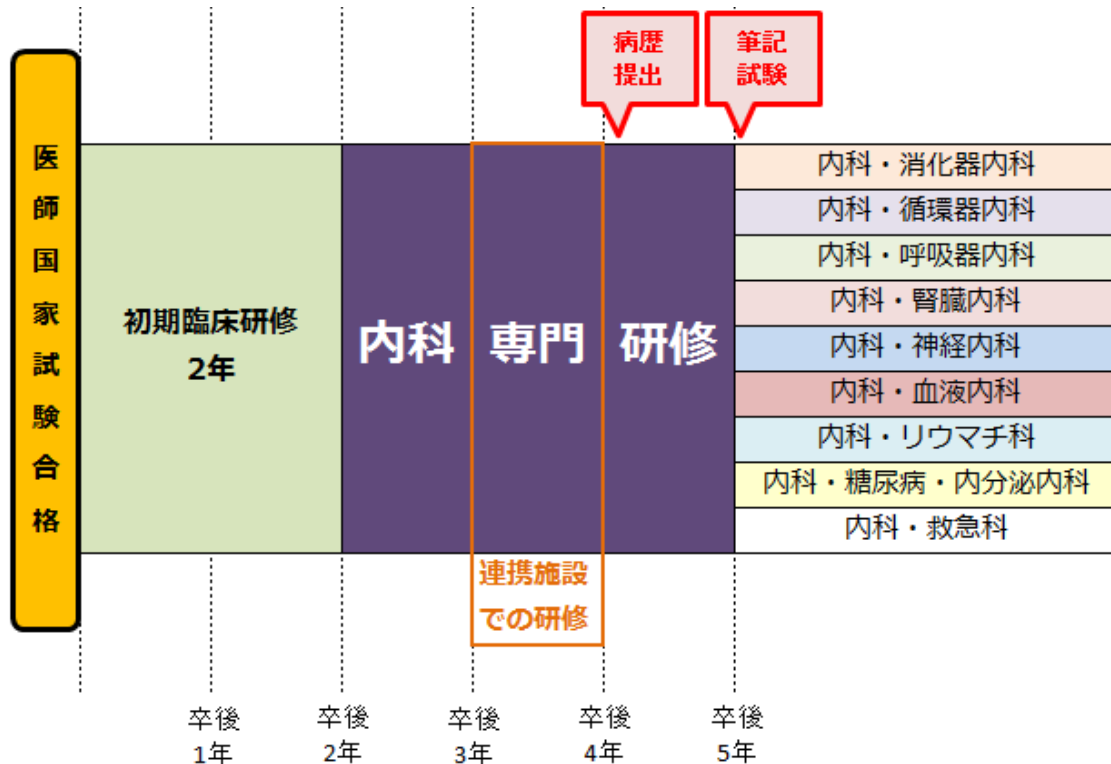 病歴
提出
筆記
試験
医師国家試験合格
初期臨床研修
2年
内科 専門 研修
連携施設
での研修
内科・消化器内科
内科・循環器内科
内科・呼吸器内科
内科・腎臓内科
内科・神経内科
内科・血液内科
内科・リウマチ科
内科・糖尿病・内分泌内科
内科・救急科
卒後
1年
卒後
2年
卒後
3年
卒後
4年
卒後
5年